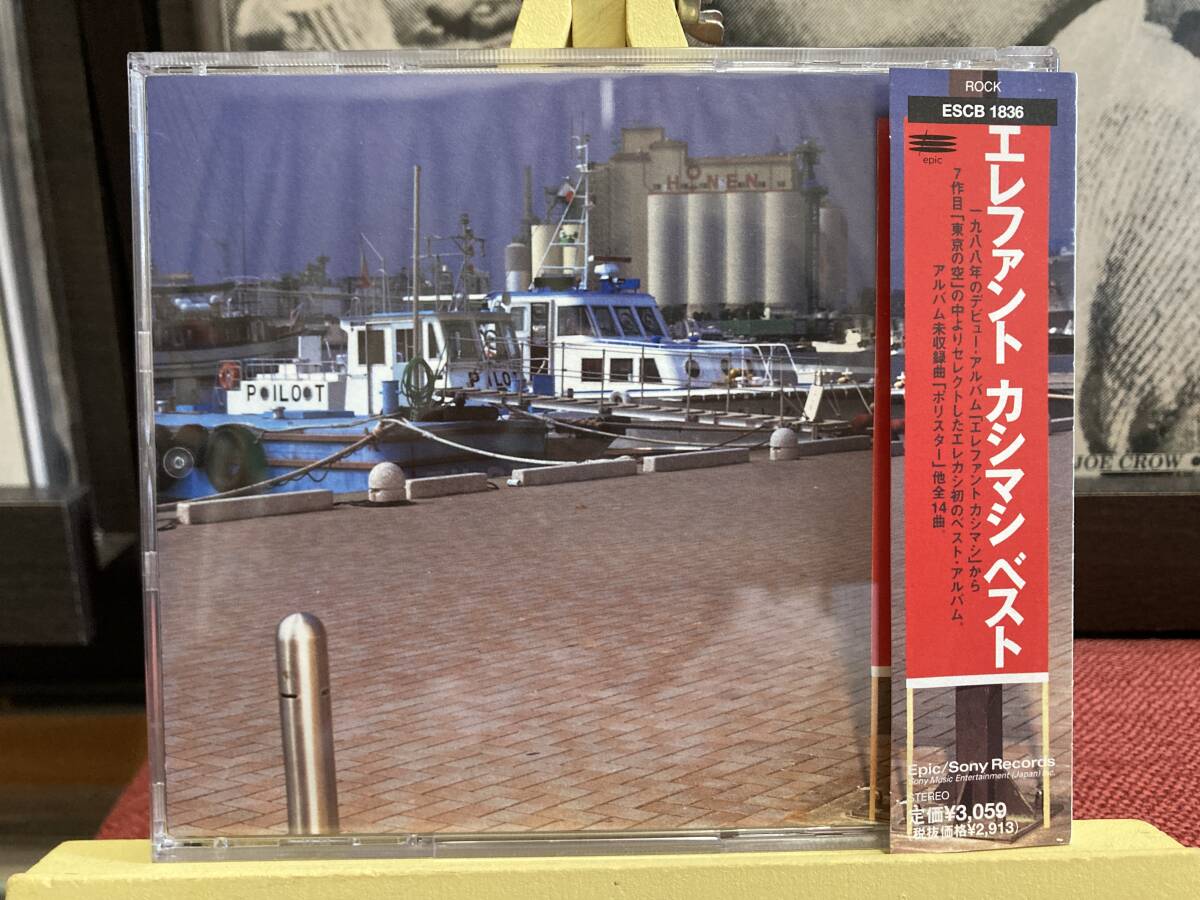 HONEN
P●ILO●T
PILO
ROCK
ESCB 1836
epic
エレファント カシマシ ベスト
一九八八年のデビュー・アルバム「エレファント カシマシ」から
7作目「東京の空」の中よりセレクトしたエレカシ初のベスト・アルバム。
アルバム未収録曲「ポリスター」他全14曲。
Epic/Sony Records
Sony Music Entertainment (Japan) Inc.
STEREO
定価¥3,059
(税抜価格¥2,913)
JOE CROW •